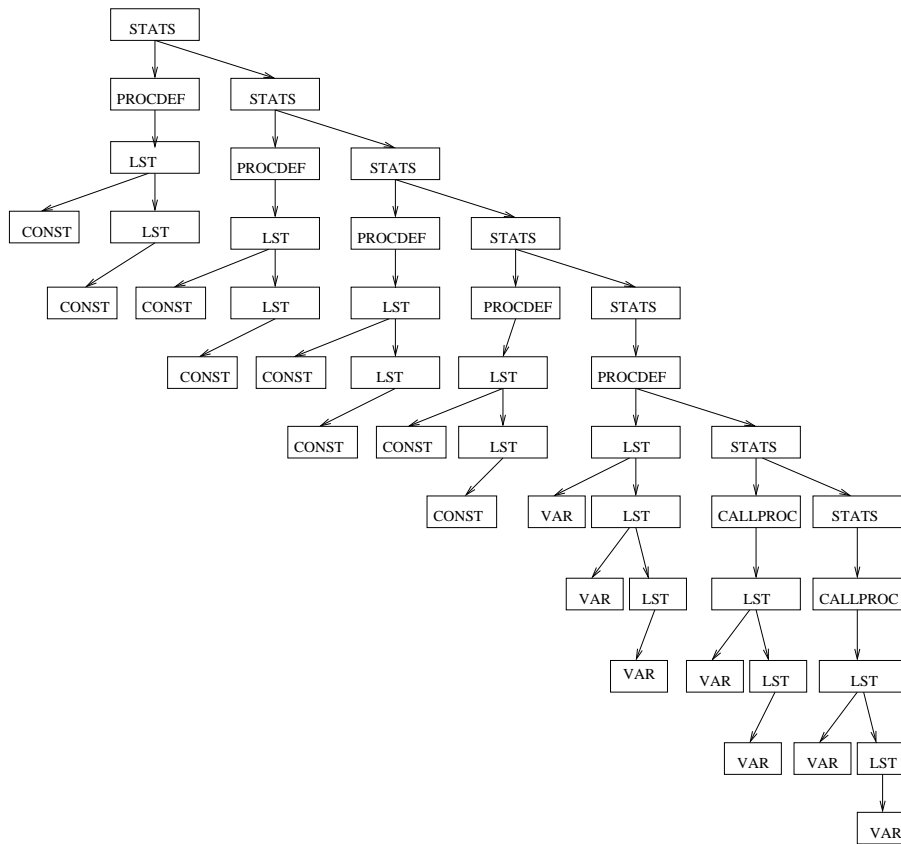 STATS
PROCDEF STATS
LST PROCDEF STATS
CONST LST LST PROCDEF STATS
CONST CONST LST LST PROCDEF STATS
CONST CONST LST LST PROCDEF
CONST CONST LST LST STATS
CONST VAR LST CALLPROC STATS
VAR LST LST CALLPROC
VAR VAR LST LST
VAR VAR LST
VAR